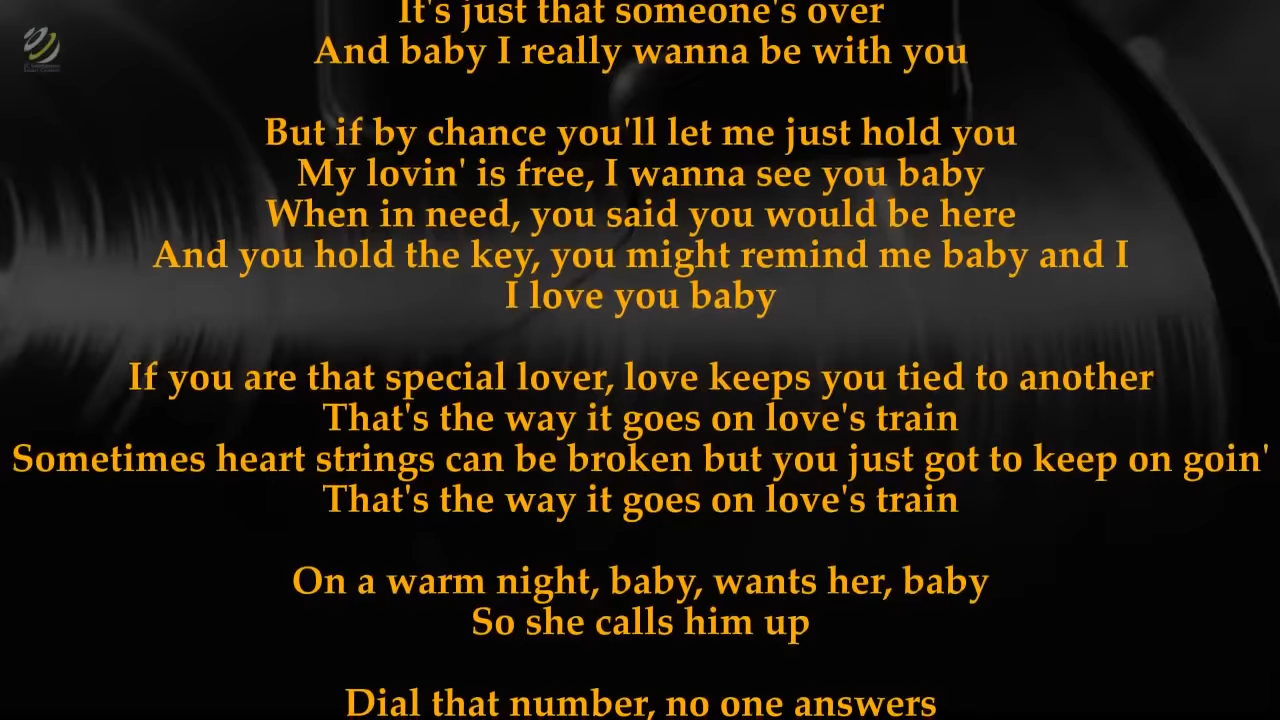 It's just that someone's over
And baby I really wanna be with you
But if by chance you'll let me just hold you
My lovin' is free, I wanna see you baby
When in need, you said you would be here
And you hold the key, you might remind me baby and I
I love you baby
If you are that special lover, love keeps you tied to another
That's the way it goes on love's train
Sometimes heart strings can be broken but you just got to keep on goin'
That's the way it goes on love's train
On a warm night, baby, wants her, baby
So she calls him up
Dial that number, no one answers